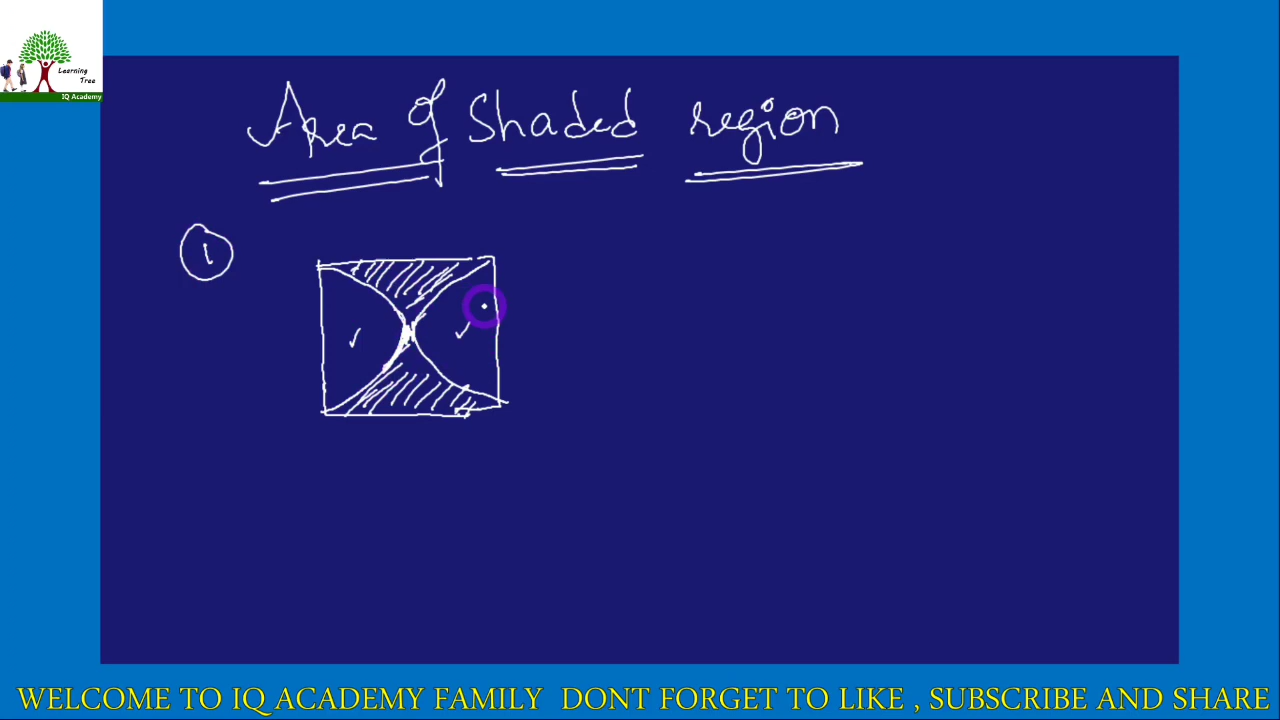 Learning
Tree
IQ Academy
Area of Shaded region
1
WELCOME TO IQ ACADEMY FAMILY DONT FORGET TO LIKE , SUBSCRIBE AND SHARE